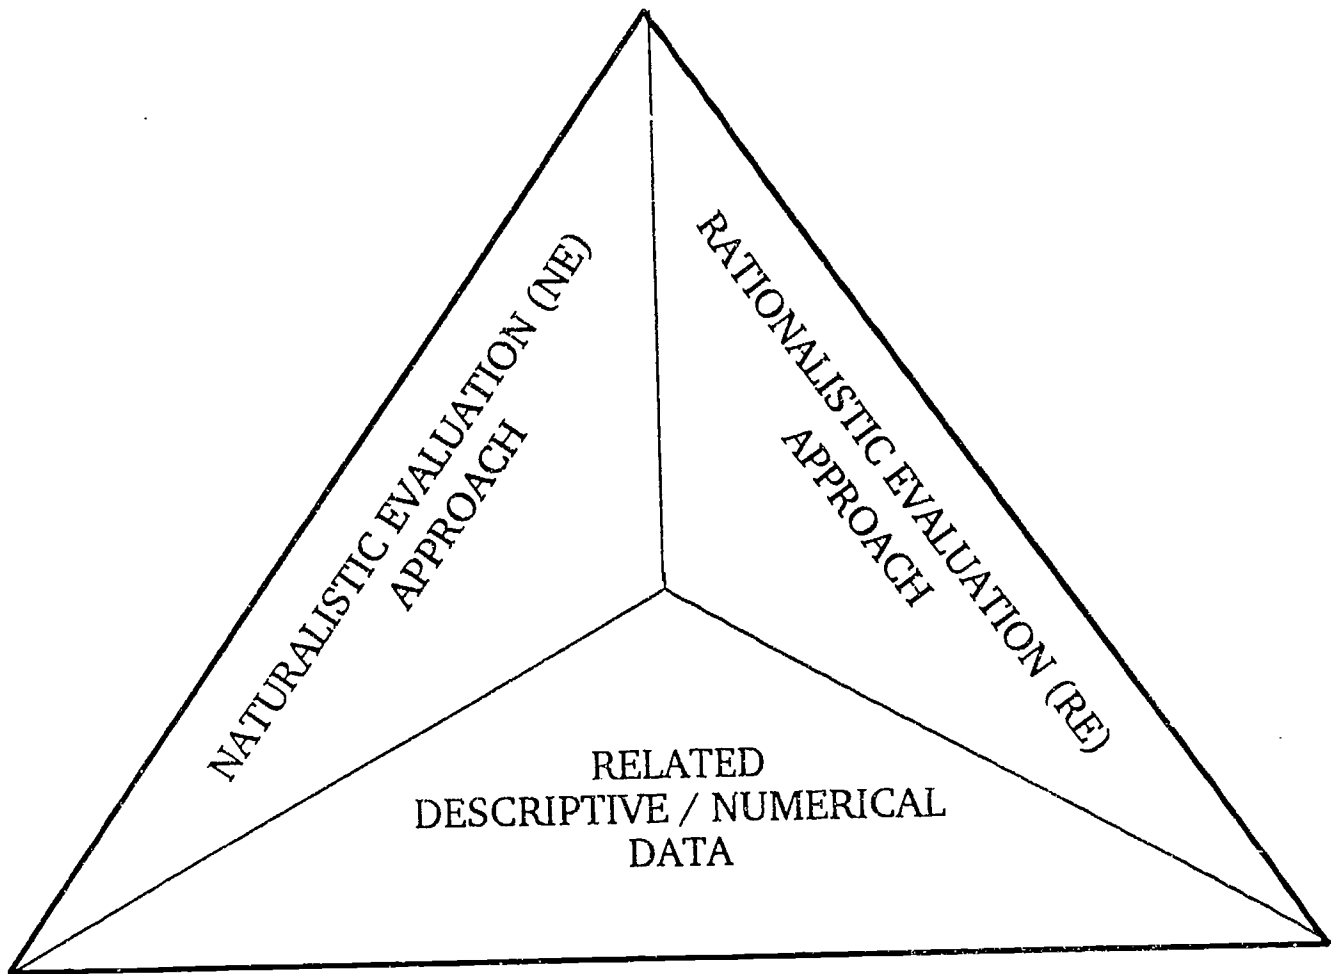 NATURALISTIC EVALUATION (NE)
APPROACH
RATIONALISTIC EVALUATION (RE)
APPROACH
RELATED
DESCRIPTIVE / NUMERICAL
DATA